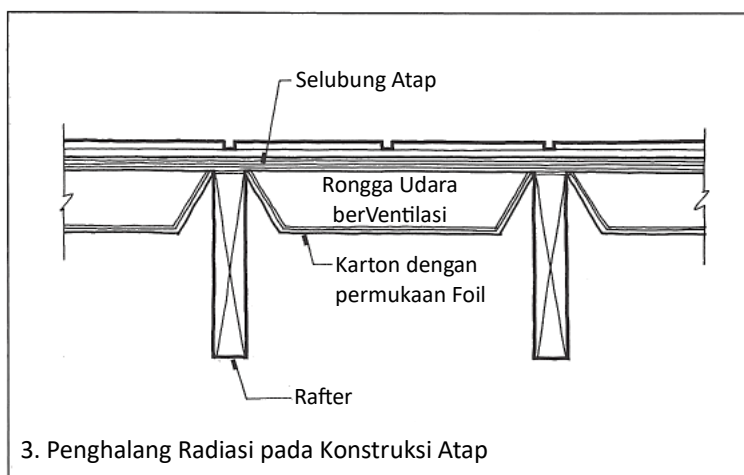 Selubung Atap
Rongga Udara
berVentilasi
Karton dengan
permukaan Foil
Rafter
3. Penghalang Radiasi pada Konstruksi Atap